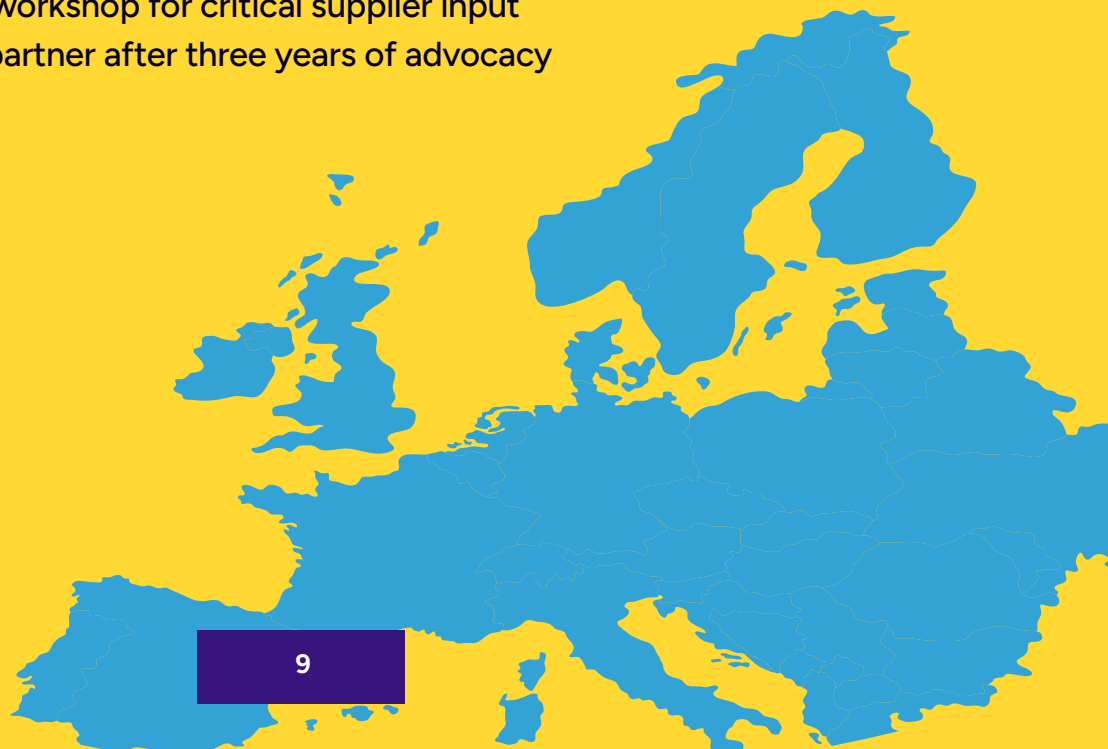 workshop for critical supplier input
partner after three years of advocacy
9